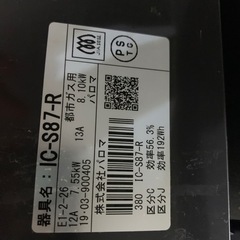 器具名:IC-S87-R
E1-2-26 都市ガス用
12A 7.55kW 13A 8.10kW
19・03-900405 パロマ
株式会社パロマ
PS
TG
380 IC-S87-R
区分C 効率56.3%
区分J 効率192Wh